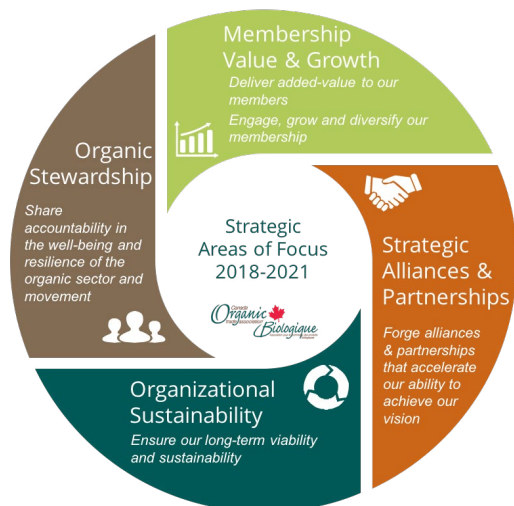 Membership
Value & Growth
Deliver added-value to our
members
Engage, grow and diversify our
membership
Strategic
Alliances &
Partnerships
Forge alliances
& partnerships
that accelerate
our ability to
achieve our
vision
Organizational
Sustainability
Ensure our long-term viability
and sustainability
Organic
Stewardship
Share
accountability in
the well-being and
resilience of the
organic sector and
movement
Strategic
Areas of Focus
2018-2021
Canada
Organic
Trade Association
Biologique